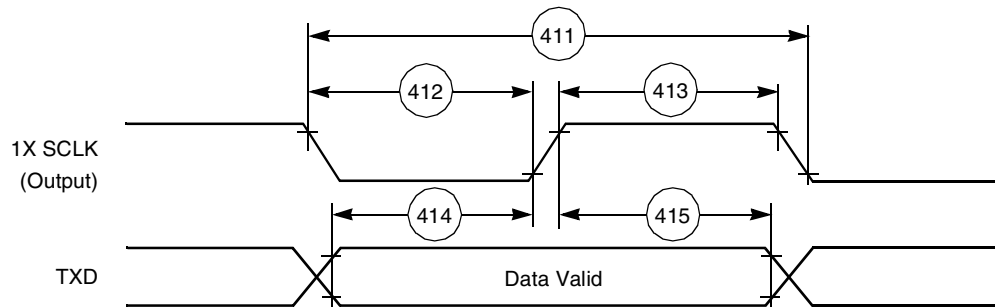 411
412
413
1X SCLK
(Output)
414
415
TXD
Data Valid